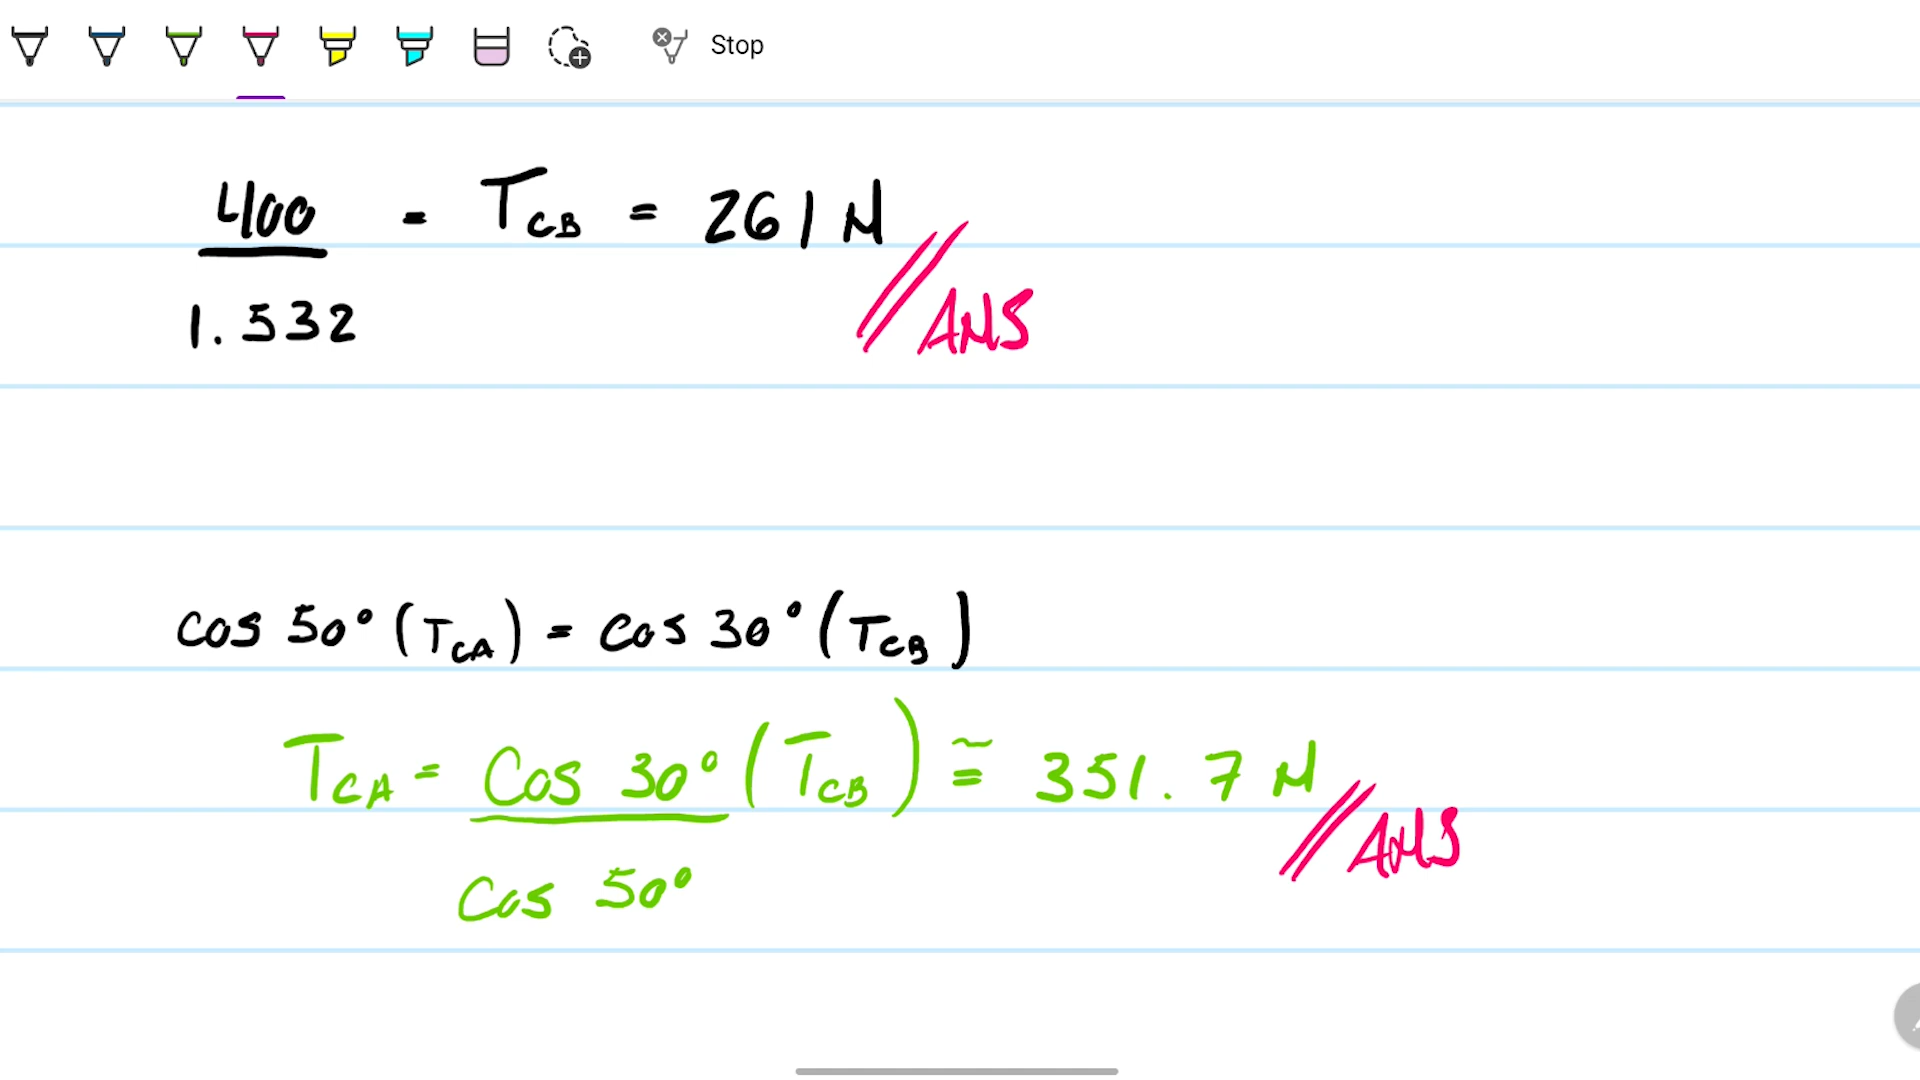 Stop
400 = T_CB = 261 N
1.532
// ANS
cos 50° (T_CA) = cos 30° (T_CB)
T_CA = Cos 30° (T_CB) ≅ 351.7 N
// ANS
Cos 50°